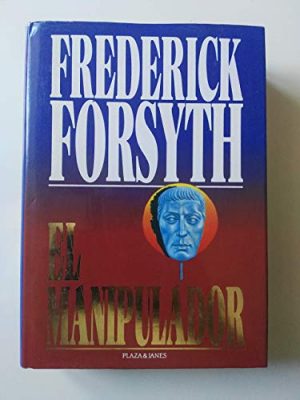 FREDERICK
FORSYTH
EL
MANIPULADOR
PLAZA & JANES